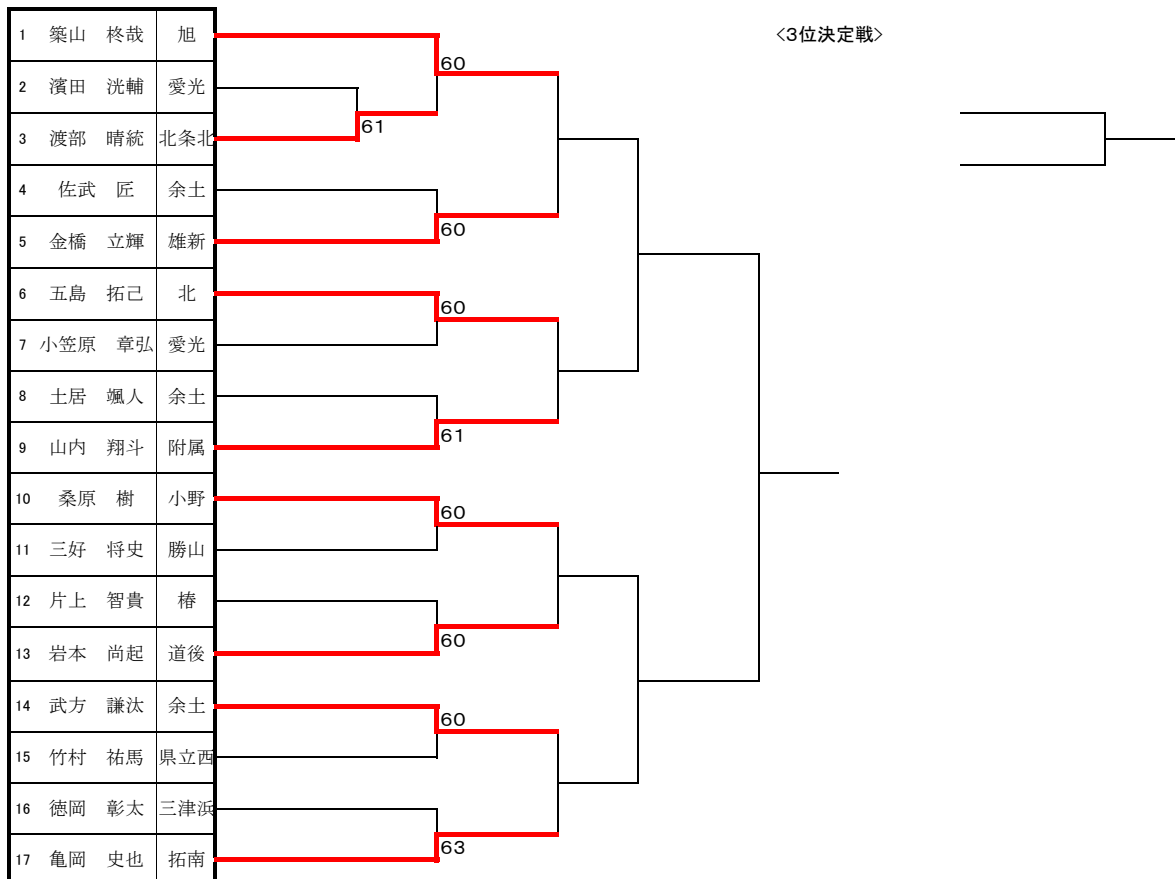 1 築山 柊哉 旭
<3位決定戦>
60
2 濱田 洸輔 愛光
61
3 渡部 晴統 北条北
4 佐武 匠 余土
60
5 金橋 立輝 雄新
6 五島 拓己 北
60
7 小笠原 章弘 愛光
8 土居 颯人 余土
61
9 山内 翔斗 附属
10 桑原 樹 小野
60
11 三好 将史 勝山
12 片上 智貴 椿
60
13 岩本 尚起 道後
14 武方 謙汰 余土
60
15 竹村 祐馬 県立西
16 徳岡 彰太 三津浜
63
17 亀岡 史也 拓南